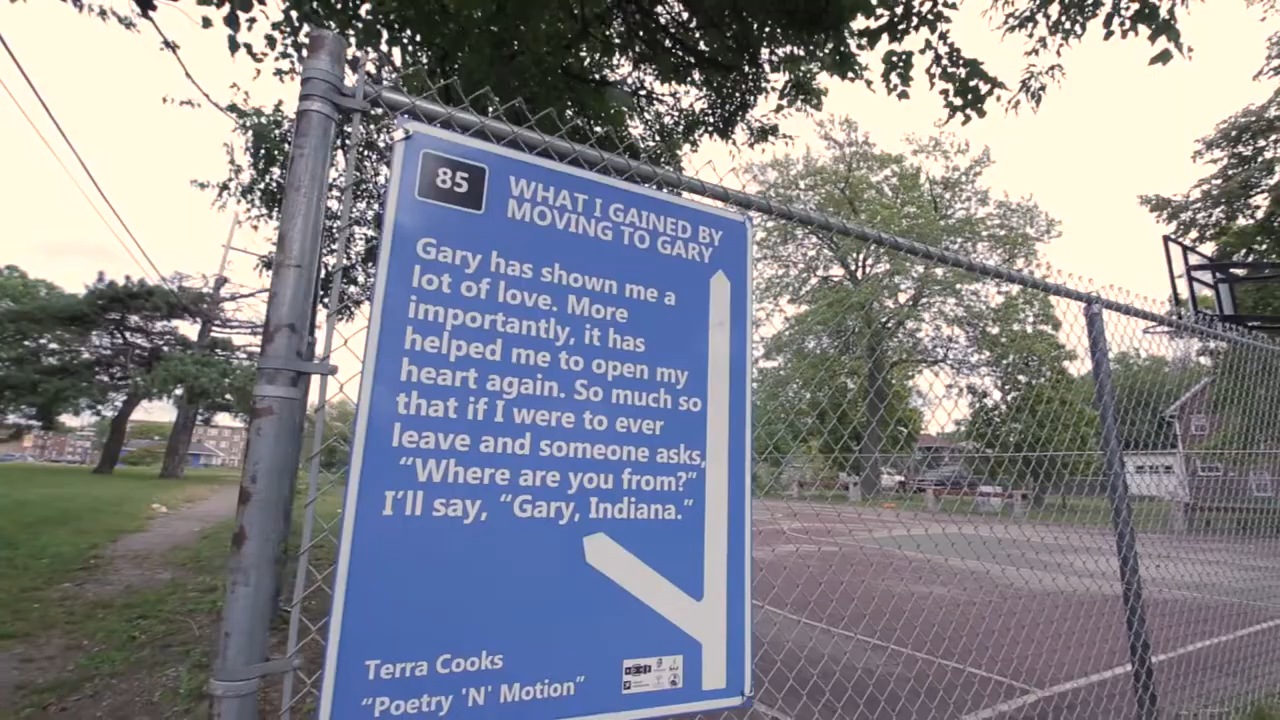 85
WHAT I GAINED BY
MOVING TO GARY
Gary has shown me a
lot of love. More
importantly, it has
helped me to open my
heart again. So much so
that if I were to ever
leave and someone asks,
“Where are you from?”
I’ll say, “Gary, Indiana.”
Terra Cooks
“Poetry 'N' Motion”